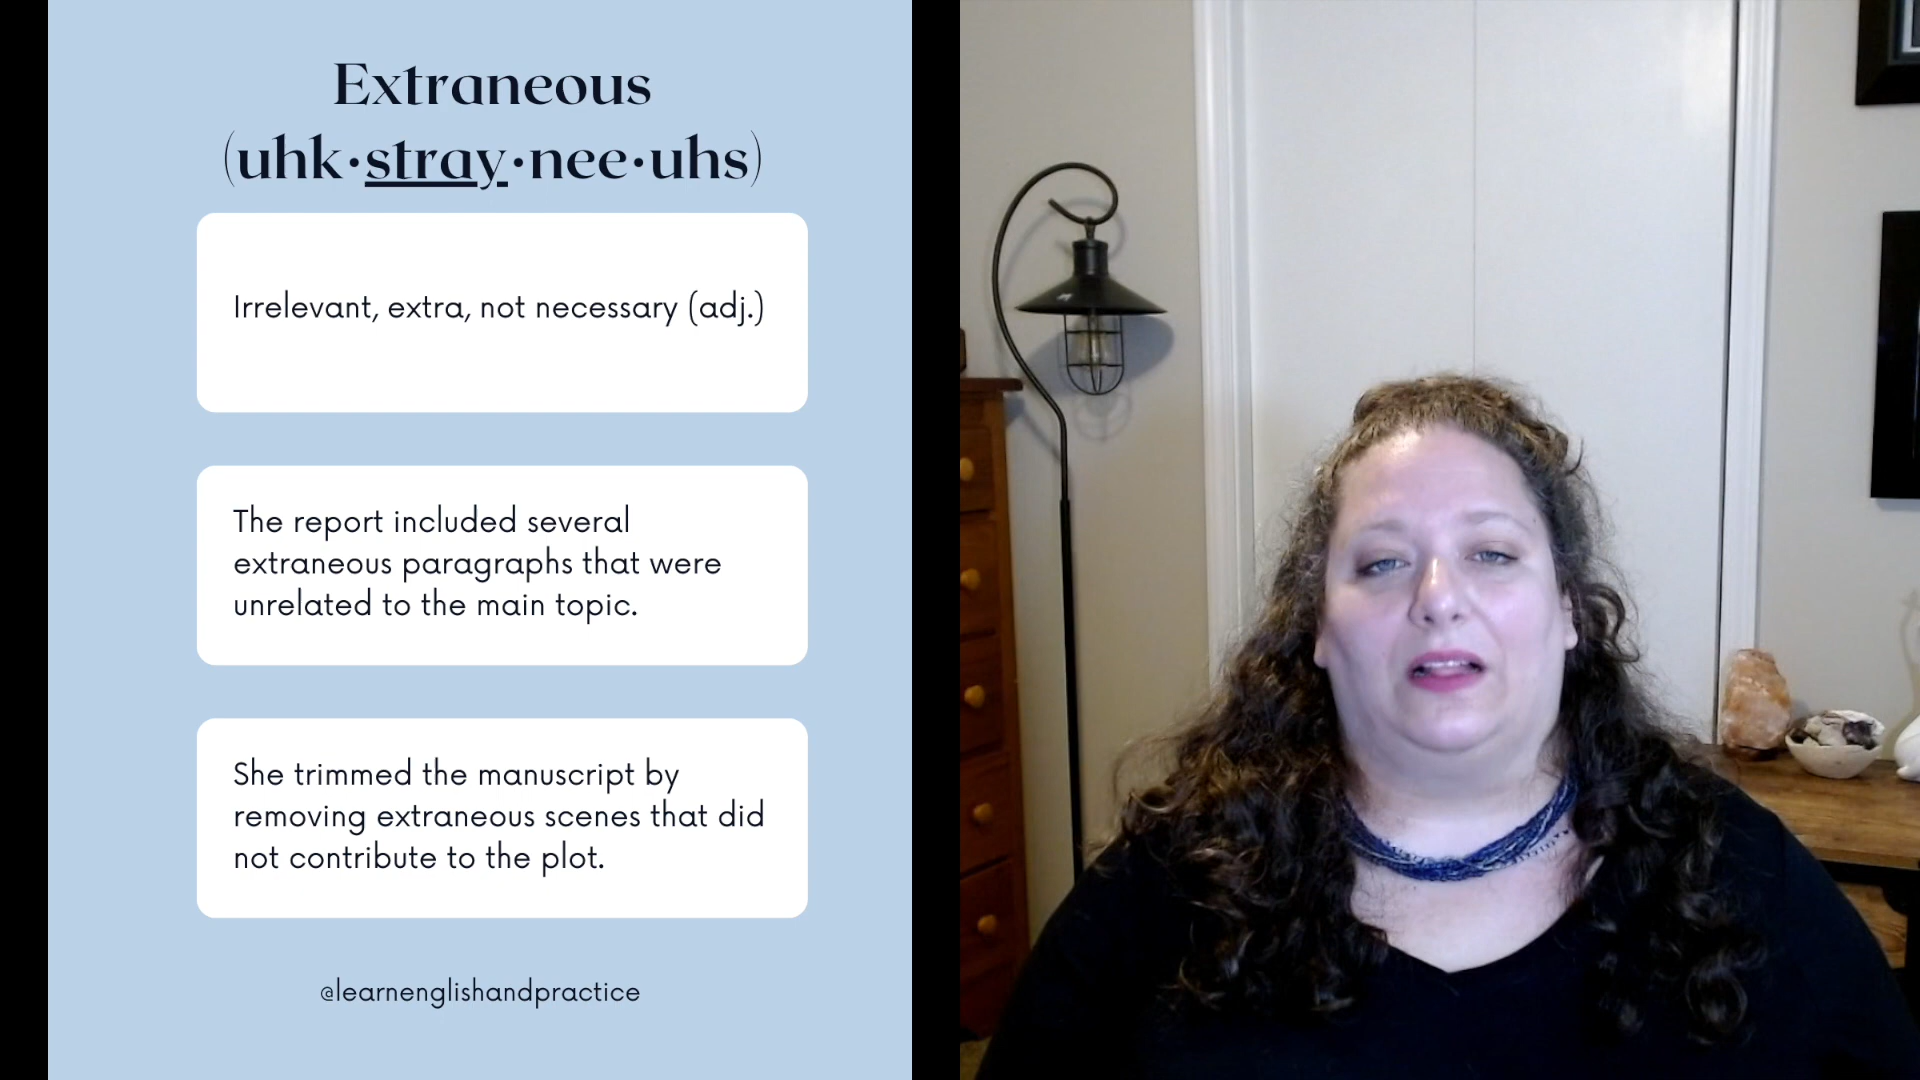 Extraneous
(uhk•stray•nee•uhs)
Irrelevant, extra, not necessary (adj.)
The report included several
extraneous paragraphs that were
unrelated to the main topic.
She trimmed the manuscript by
removing extraneous scenes that did
not contribute to the plot.
@learnenglishandpractice